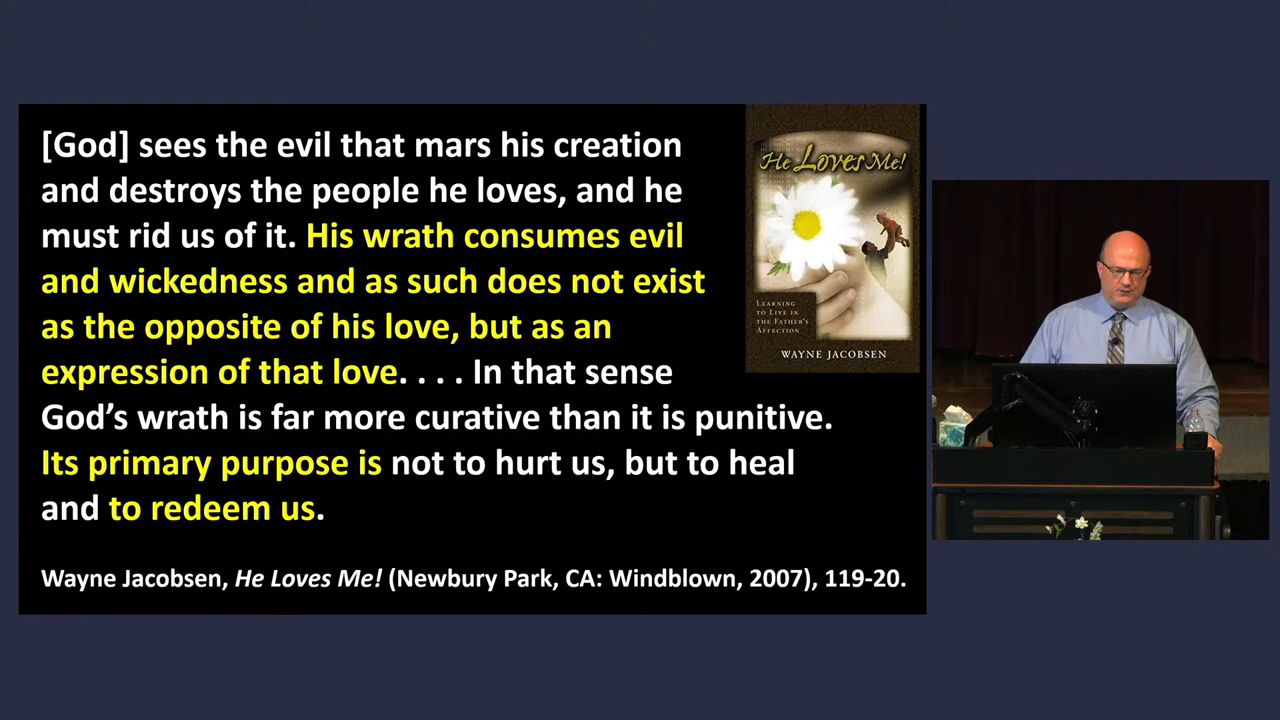 [God] sees the evil that mars his creation
and destroys the people he loves, and he
must rid us of it. His wrath consumes evil
and wickedness and as such does not exist
as the opposite of his love, but as an
expression of that love. . . . In that sense
God’s wrath is far more curative than it is punitive.
Its primary purpose is not to hurt us, but to heal
and to redeem us.
Wayne Jacobsen, He Loves Me! (Newbury Park, CA: Windblown, 2007), 119-20.
He Loves Me!
LEARNING
TO LIVE IN
THE FATHER'S
AFFECTION
WAYNE JACOBSEN